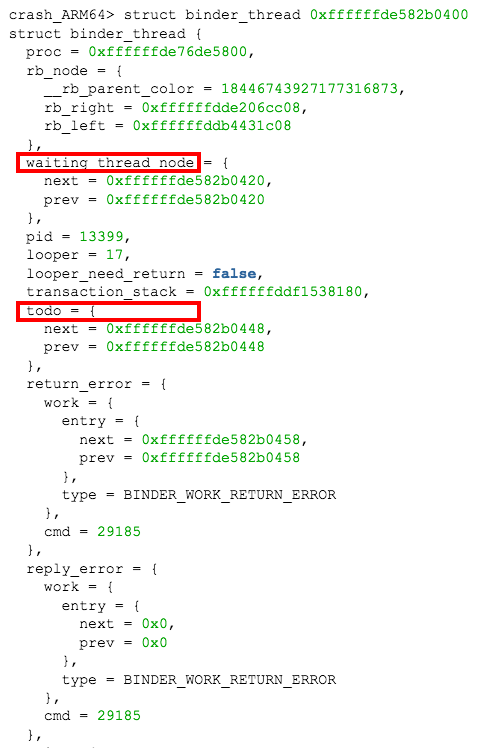 crash_ARM64> struct binder_thread 0xffffffde582b0400
struct binder_thread {
  proc = 0xffffffde76de5800,
  rb_node = {
    __rb_parent_color = 18446743927177316873,
    rb_right = 0xffffffdde206cc08,
    rb_left = 0xffffffddb4431c08
  },
  waiting_thread_node = {
    next = 0xffffffde582b0420,
    prev = 0xffffffde582b0420
  },
  pid = 13399,
  looper = 17,
  looper_need_return = false,
  transaction_stack = 0xffffffddf1538180,
  todo = {
    next = 0xffffffde582b0448,
    prev = 0xffffffde582b0448
  },
  return_error = {
    work = {
      entry = {
        next = 0xffffffde582b0458,
        prev = 0xffffffde582b0458
      },
      type = BINDER_WORK_RETURN_ERROR
    },
    cmd = 29185
  },
  reply_error = {
    work = {
      entry = {
        next = 0x0,
        prev = 0x0
      },
      type = BINDER_WORK_RETURN_ERROR
    },
    cmd = 29185
  },